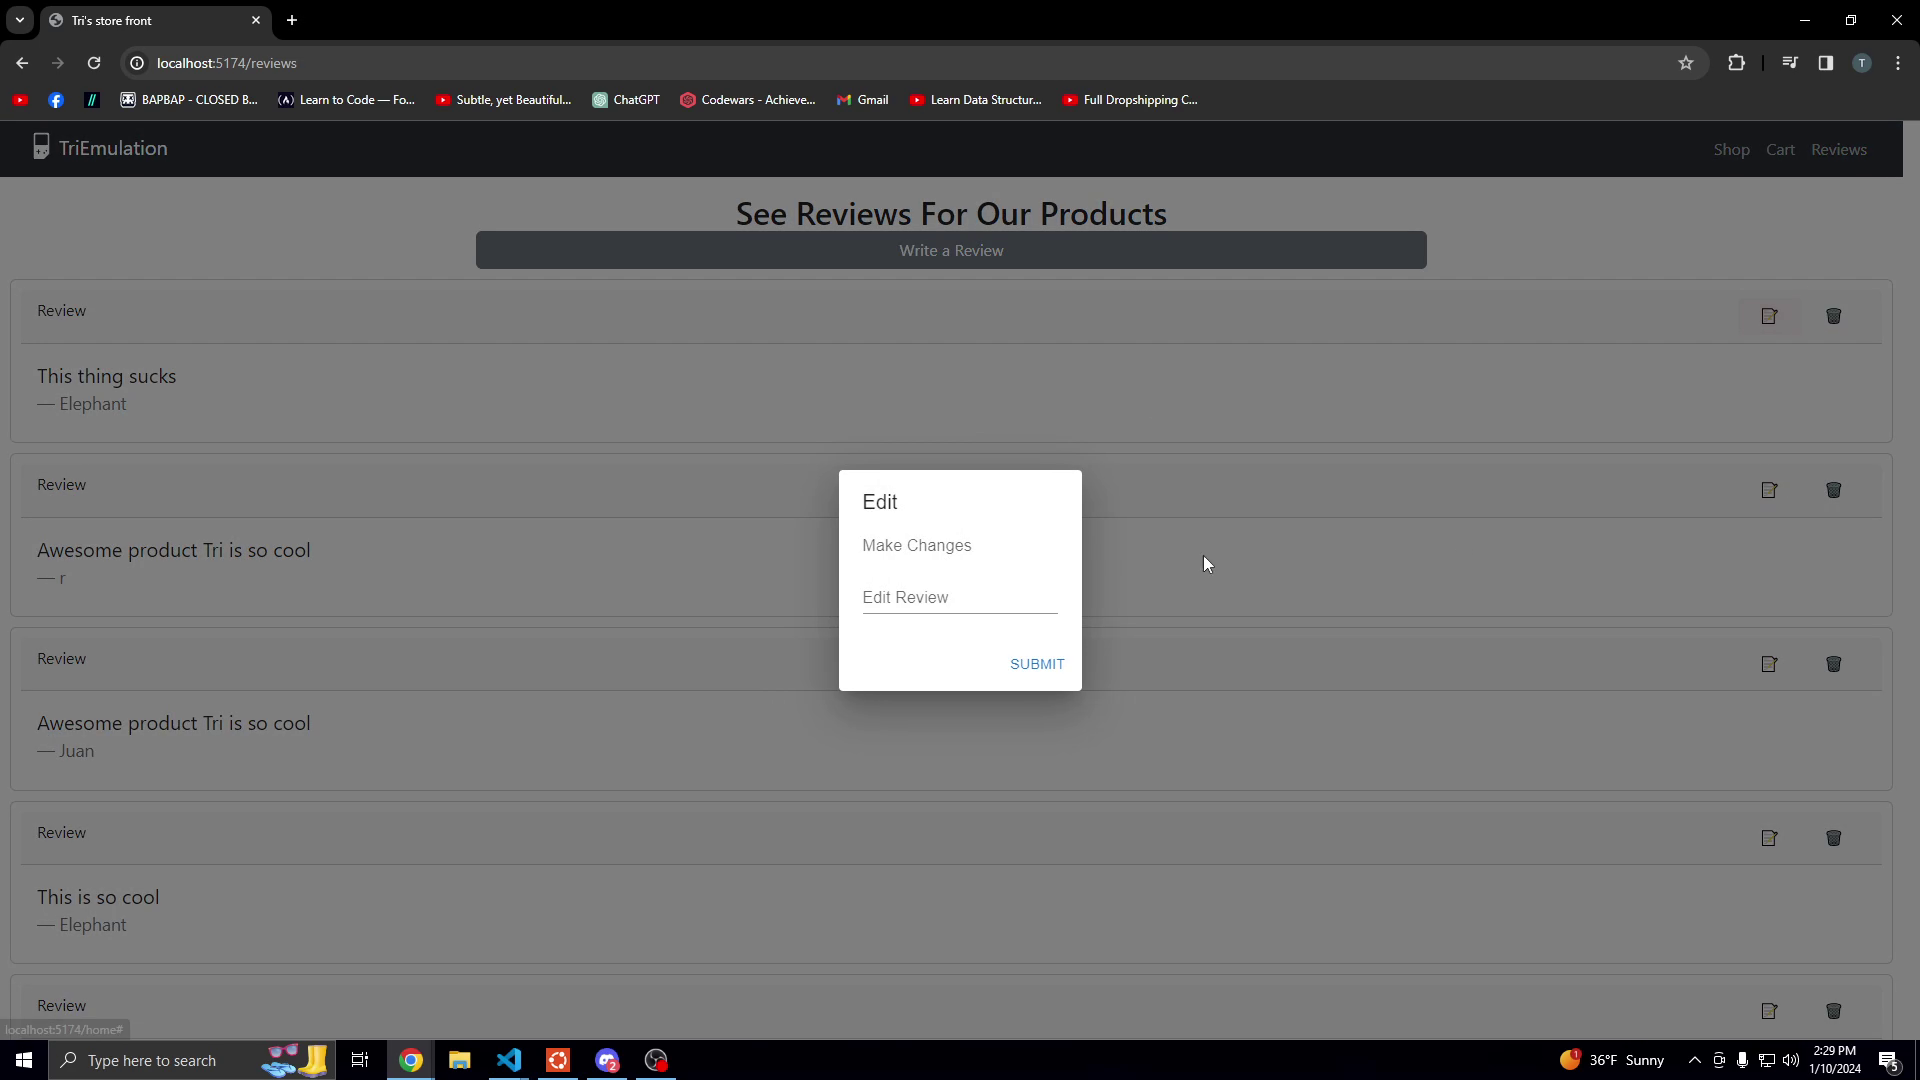 Tri's store front
localhost:5174/reviews
BAPBAP - CLOSED B...
Learn to Code — Fo...
Subtle, yet Beautiful...
ChatGPT
Codewars - Achieve...
Gmail
Learn Data Structur...
Full Dropshipping C...
TriEmulation
Shop
Cart
Reviews
See Reviews For Our Products
Write a Review
Review
This thing sucks
— Elephant
Review
Awesome product Tri is so cool
— r
Edit
Make Changes
Edit Review
SUBMIT
Review
Awesome product Tri is so cool
— Juan
Review
This is so cool
— Elephant
Review
localhost:5174/home#
Type here to search
2
1
36°F Sunny
2:29 PM
1/10/2024
5
T